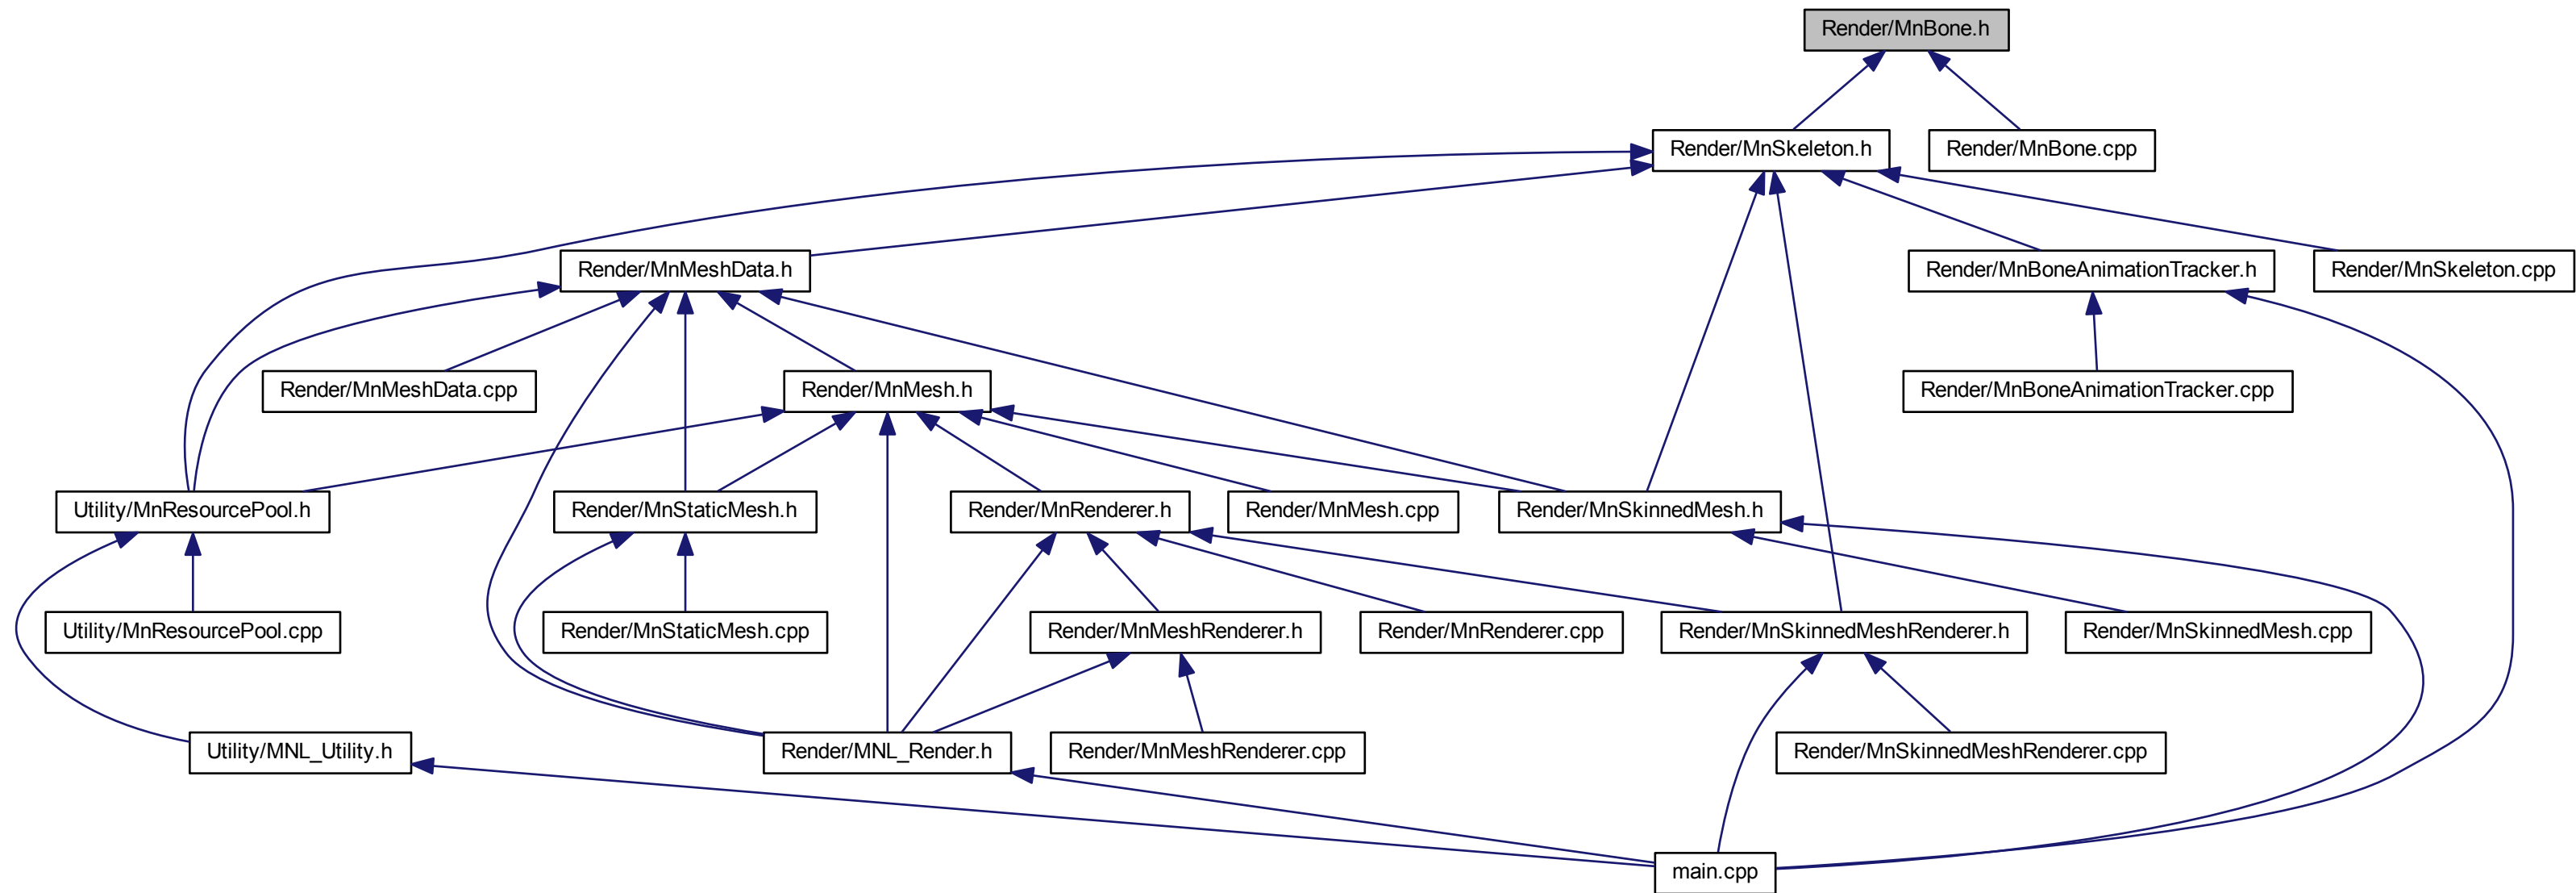 Render/MnBone.h
Render/MnSkeleton.h
Render/MnBone.cpp
Render/MnMeshData.h
Render/MnBoneAnimationTracker.h
Render/MnSkeleton.cpp
Render/MnMeshData.cpp
Render/MnMesh.h
Render/MnBoneAnimationTracker.cpp
Utility/MnResourcePool.h
Render/MnStaticMesh.h
Render/MnRenderer.h
Render/MnMesh.cpp
Render/MnSkinnedMesh.h
Utility/MnResourcePool.cpp
Render/MnStaticMesh.cpp
Render/MnMeshRenderer.h
Render/MnRenderer.cpp
Render/MnSkinnedMeshRenderer.h
Render/MnSkinnedMesh.cpp
Utility/MNL_Utility.h
Render/MNL_Render.h
Render/MnMeshRenderer.cpp
Render/MnSkinnedMeshRenderer.cpp
main.cpp